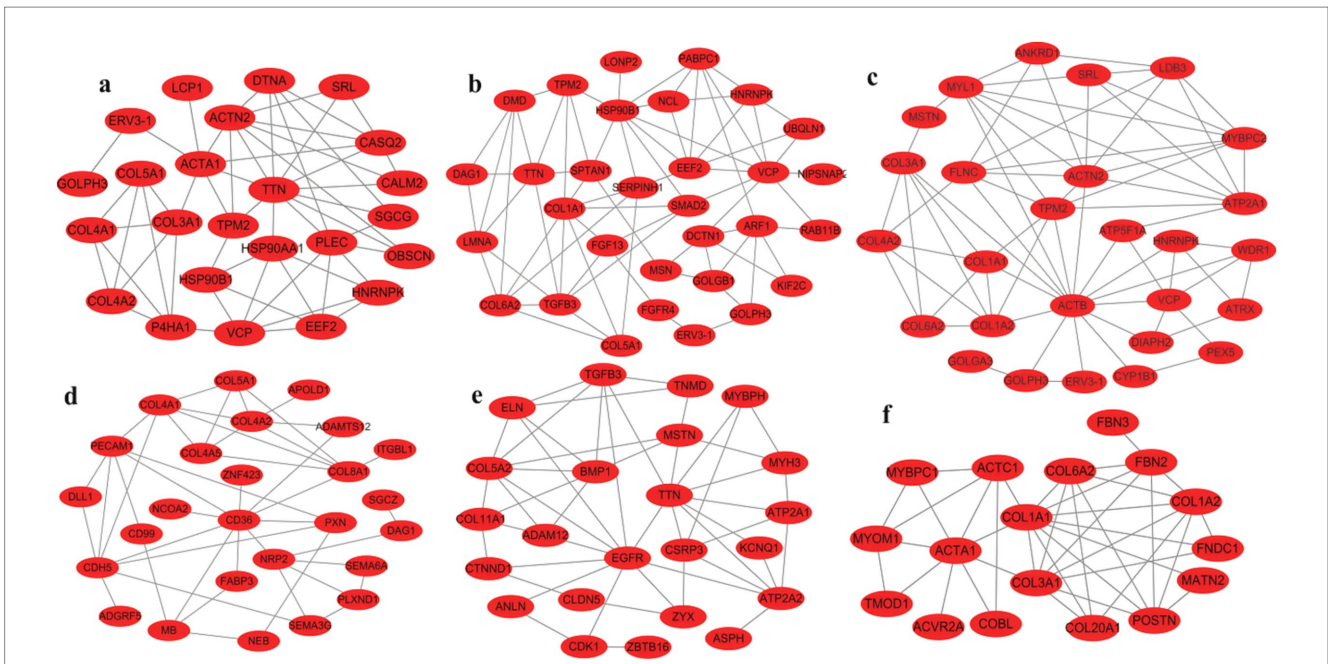 a
LCP1
DTNA
SRL
ERV3-1
ACTN2
CASQ2
ACTA1
GOLPH3
COL5A1
CALM2
TTN
COL3A1
SGCG
COL4A1
TPM2
PLEC
HSP90AA1
OBSCN
HSP90B1
HNRNPK
COL4A2
P4HA1
VCP
EEF2
b
LONP2
PABPC1
TPM2
DMD
HSP90B1
NCL
HNRNPK
UBQLN1
DAG1
TTN
SPTAN1
EEF2
VCP
NIPSNAP2
SERPINH1
COL1A1
SMAD2
LMNA
FGF13
DCTN1
ARF1
RAB11B
MSN
GOLGB1
KIF2C
COL6A2
TGFB3
FGFR4
GOLPH3
ERV3-1
COL5A1
c
ANKRD1
SRL
LDB3
MYL1
MSTN
MYBPC2
COL3A1
FLNC
ACTN2
ATP2A1
TPM2
ATP5F1A
COL4A2
HNRNPK
WDR1
COL1A1
VCP
ACTB
ATRX
COL6A2
COL1A2
DIAPH2
PEX5
GOLGA3
GOLPH3
ERV3-1
CYP1B1
d
COL5A1
APOLD1
COL4A1
COL4A2
ADAMTS12
PECAM1
COL4A5
ITGBL1
COL8A1
ZNF423
DLL1
NCOA2
SGCZ
CD99
CD36
PXN
DAG1
CDH5
NRP2
SEMA6A
FABP3
PLXND1
ADGRF5
MB
NEB
SEMA3G
e
TGFB3
TNMD
ELN
MYBPH
MSTN
COL5A2
BMP1
MYH3
TTN
COL11A1
ATP2A1
ADAM12
EGFR
CSRP3
KCNQ1
CTNND1
ANLN
CLDN5
ATP2A2
ZYX
ASPH
CDK1
ZBTB16
f
FBN3
MYBPC1
ACTC1
COL6A2
FBN2
COL1A2
COL1A1
MYOM1
ACTA1
FNDC1
COL3A1
MATN2
TMOD1
ACVR2A
COBL
COL20A1
POSTN